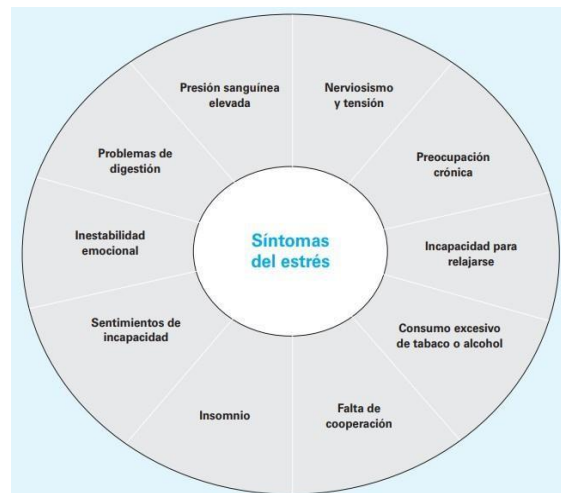 Síntomas
del estrés
Nerviosismo
y tensión
Preocupación
crónica
Incapacidad para
relajarse
Consumo excesivo
de tabaco o alcohol
Falta de
cooperación
Insomnio
Sentimientos de
incapacidad
Inestabilidad
emocional
Problemas de
digestión
Presión sanguínea
elevada